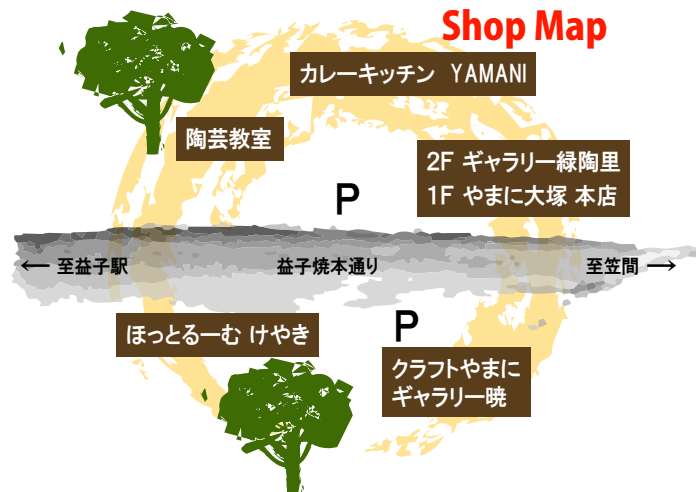 Shop Map
カレーキッチン YAMANI
陶芸教室
2F ギャラリー緑陶里
1F やまに大塚 本店
P
← 至益子駅
益子焼本通り
至笠間 →
P
ほっとるーむ けやき
クラフトやまに
ギャラリー暁